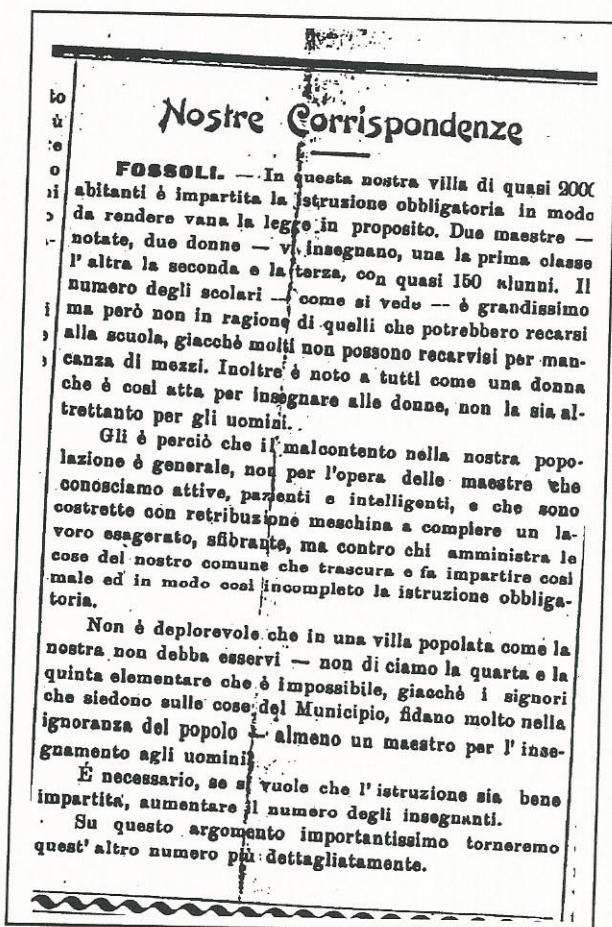 Nostre Corrispondenze
FOSSOLI. — In questa nostra villa di quasi 2000
abitanti è impartita la istruzione obbligatoria in modo
da rendere vana la legge in proposito. Due maestre —
notate, due donne — vi insegnano, una la prima classe
l'altra la seconda e la terza, con quasi 150 alunni. Il
numero degli scolari — come si vede — è grandissimo
ma però non in ragione di quelli che potrebbero recarsi
alla scuola, giacchè molti non possono recarvisi per man-
canza di mezzi. Inoltre è noto a tutti come una donna
che è così atta per insegnare alle donne, non la sia al-
trettanto per gli uomini.
Gli è perciò che il malcontento nella nostra popo-
lazione è generale, non per l'opera delle maestre che
conosciamo attive, pazienti e intelligenti, e che sono
costrette con retribuzione meschina a compiere un la-
voro esagerato, sfibrante, ma contro chi amministra le
cose del nostro comune che trascura e fa impartire così
male ed in modo così incompleto la istruzione obbliga-
toria.
Non è deplorevole che in una villa popolata come la
nostra non debba esservi — non di ciamo la quarta e la
quinta elementare che è impossibile, giacchè i signori
che siedono sulle cose del Municipio, fidano molto nella
ignoranza del popolo — almeno un maestro per l'inse-
gnamento agli uomini?
É necessario, se si vuole che l'istruzione sia bene
impartita, aumentare il numero degli insegnanti.
Su questo argomento importantissimo torneremo
quest'altro numero più dettagliatamente.